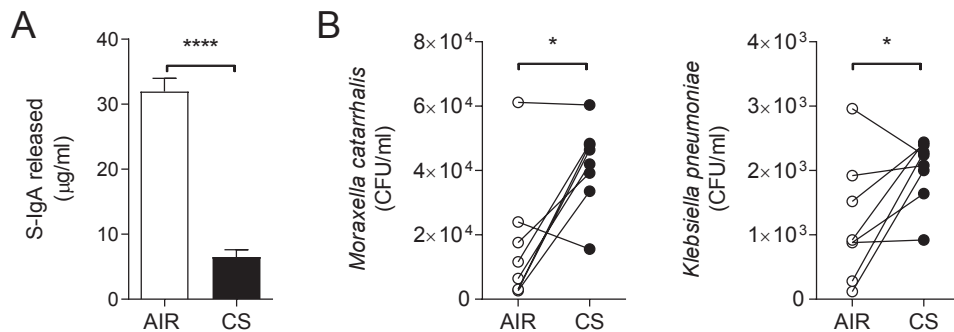 A
S-IgA released
(μg/ml)
40
30
20
10
0
****
AIR
CS
B
Moraxella catarrhalis
(CFU/ml)
8×10⁴
6×10⁴
4×10⁴
2×10⁴
0
*
AIR
CS
Klebsiella pneumoniae
(CFU/ml)
4×10³
3×10³
2×10³
1×10³
0
*
AIR
CS